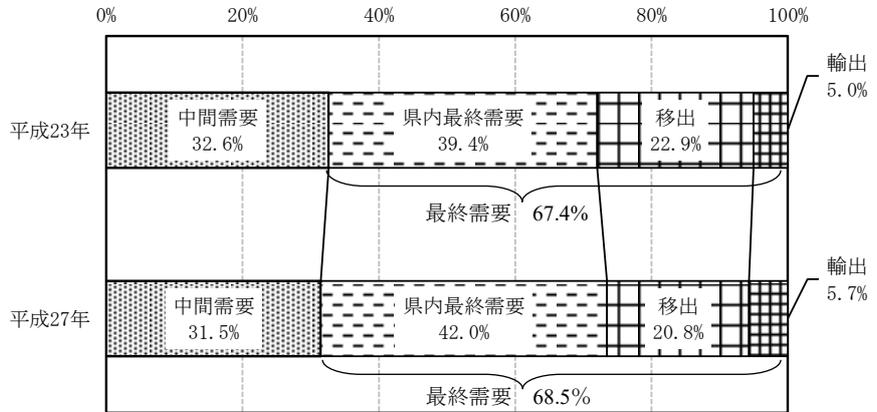 0%
20%
40%
60%
80%
100%
輸出
5.0%
平成23年
中間需要
32.6%
県内最終需要
39.4%
移出
22.9%
最終需要 67.4%
輸出
5.7%
平成27年
中間需要
31.5%
県内最終需要
42.0%
移出
20.8%
最終需要 68.5%